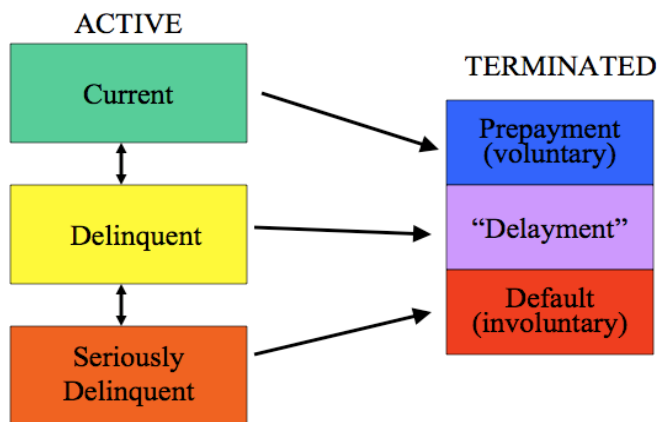 ACTIVE
Current
Delinquent
Seriously
Delinquent
TERMINATED
Prepayment
(voluntary)
“Delayment”
Default
(involuntary)